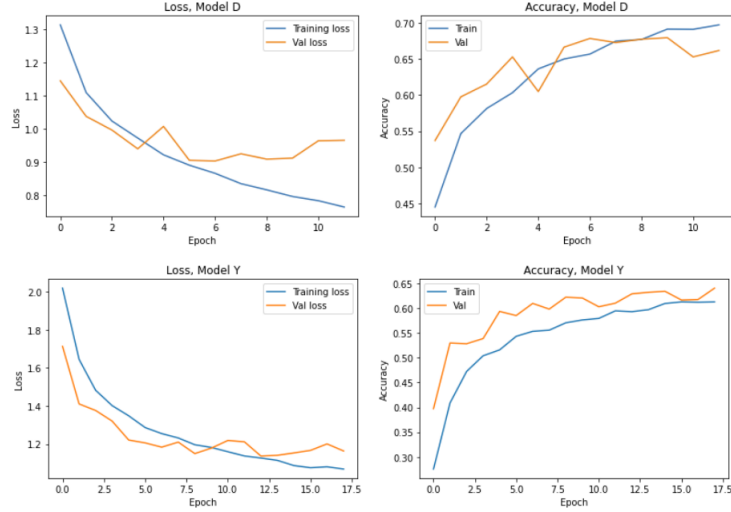 Loss, Model D
1.3
1.2
1.1
1.0
0.9
0.8
Loss
0 2 4 6 8 10
Epoch
Training loss
Val loss
Accuracy, Model D
0.70
0.65
0.60
0.55
0.50
0.45
Accuracy
0 2 4 6 8 10
Epoch
Train
Val
Loss, Model Y
2.0
1.8
1.6
1.4
1.2
Loss
0.0 2.5 5.0 7.5 10.0 12.5 15.0 17.5
Epoch
Training loss
Val loss
Accuracy, Model Y
0.65
0.60
0.55
0.50
0.45
0.40
0.35
0.30
Accuracy
0.0 2.5 5.0 7.5 10.0 12.5 15.0 17.5
Epoch
Train
Val